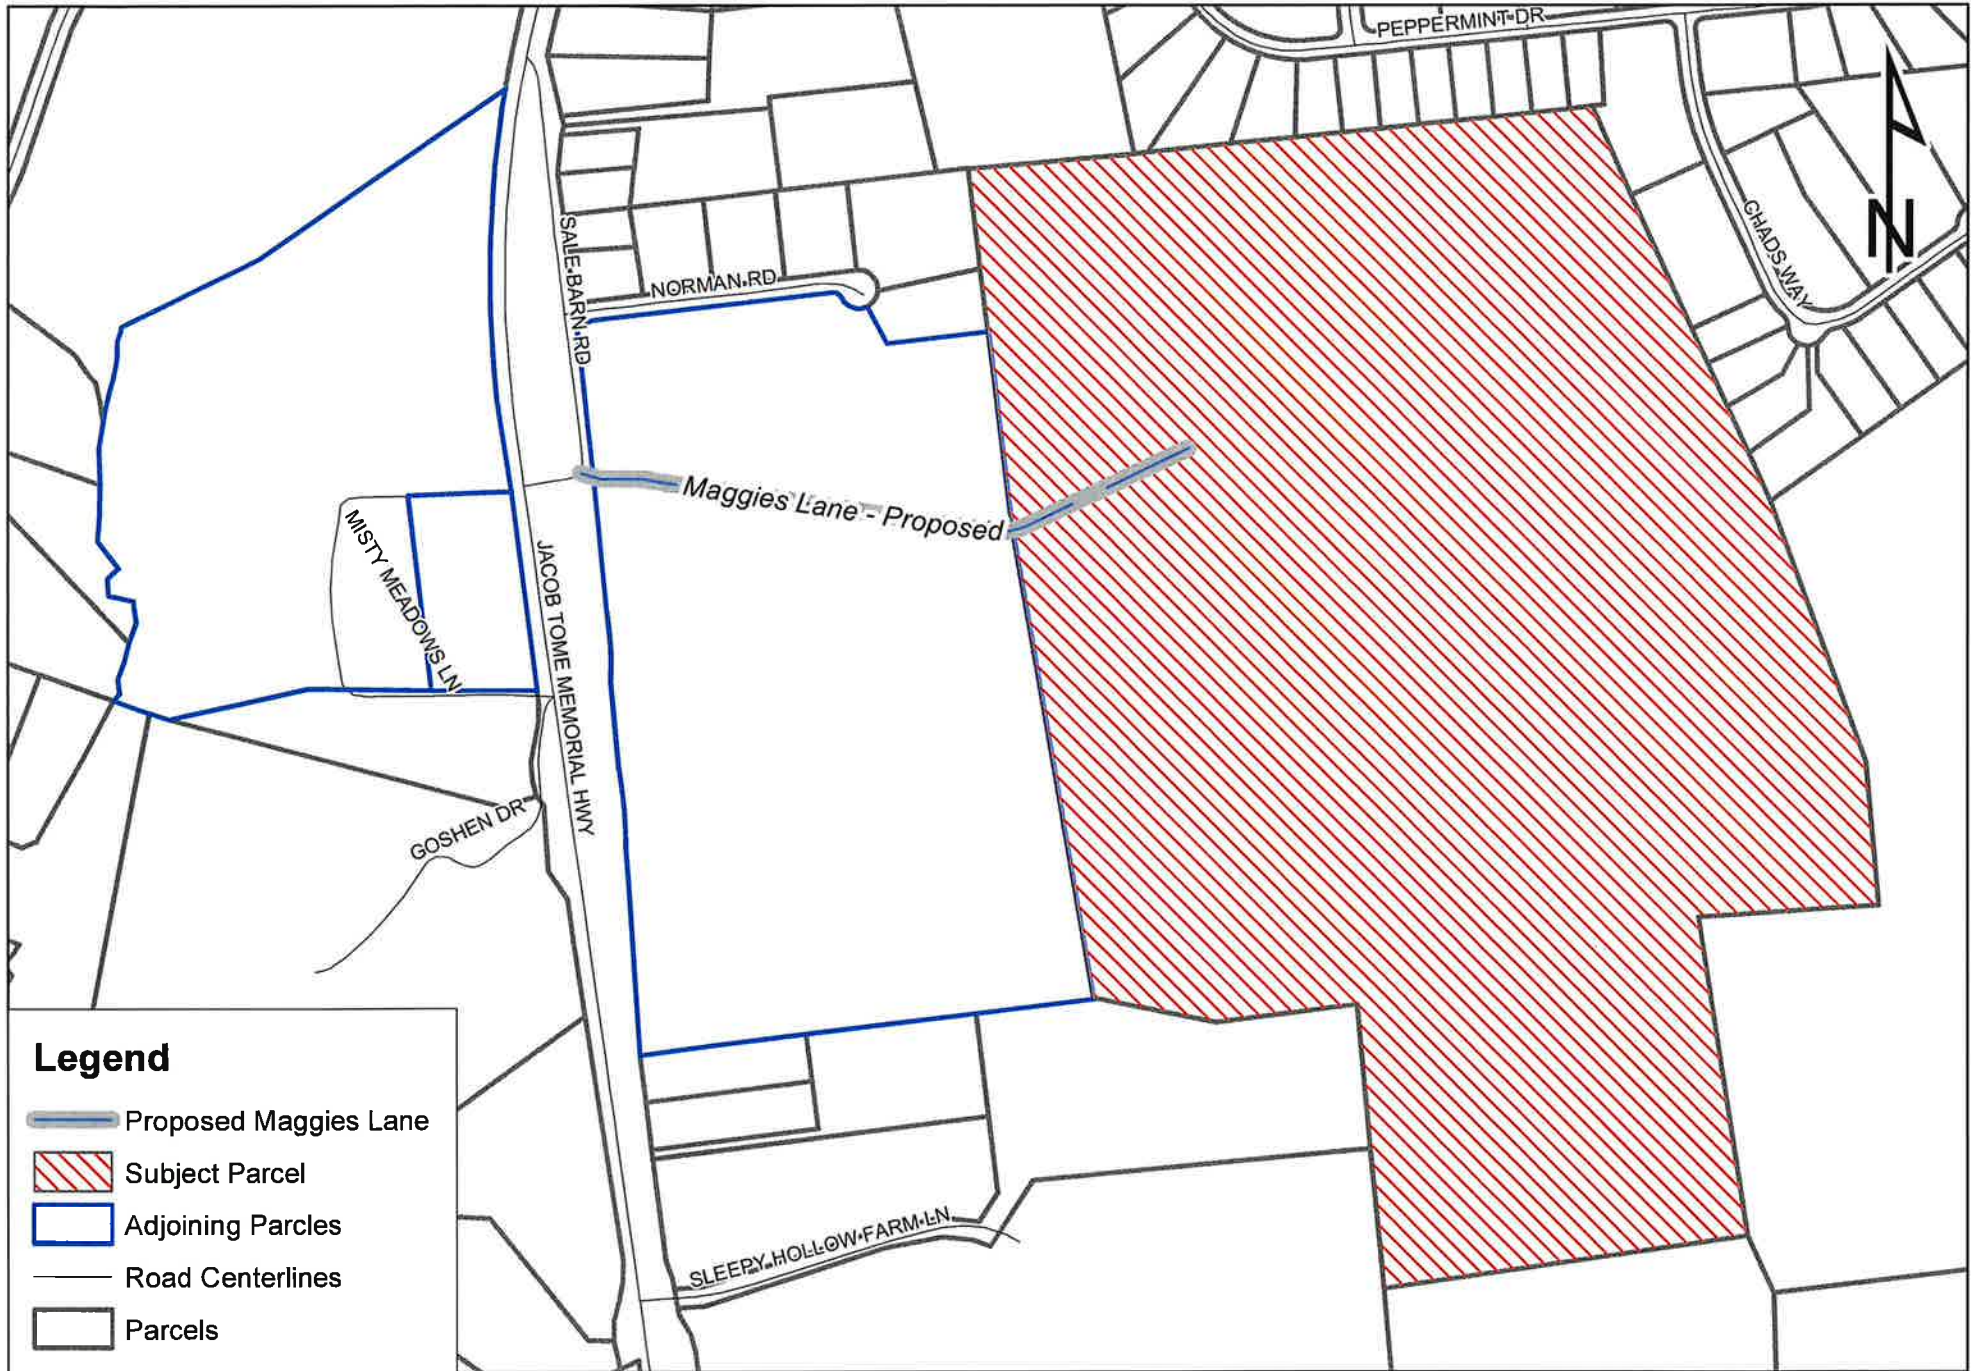 PEPPERMINT DR
CHADS WAY
N
SALE BARN RD
NORMAN RD
Maggies Lane - Proposed
MISTY MEADOWS LN
JACOB TOME MEMORIAL HWY
GOSHEN DR
SLEEPY HOLLOW FARM LN
Legend
Proposed Maggies Lane
Subject Parcel
Adjoining Parcles
Road Centerlines
Parcels